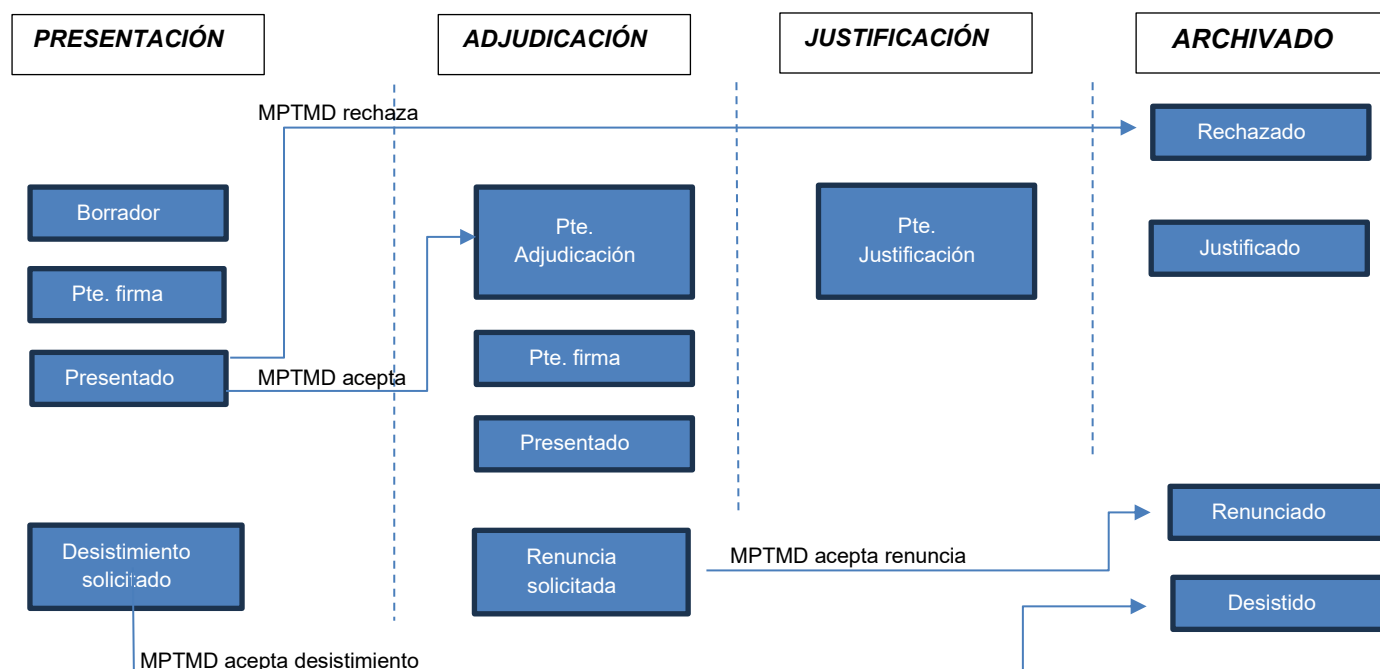 PRESENTACIÓN
ADJUDICACIÓN
JUSTIFICACIÓN
ARCHIVADO
MPTMD rechaza
Rechazado
Borrador
Pte.
Adjudicación
Pte.
Justificación
Justificado
Pte. firma
Pte. firma
Presentado
MPTMD acepta
Presentado
Renunciado
Desistimiento
solicitado
Renuncia
solicitada
MPTMD acepta renuncia
Desistido
MPTMD acepta desistimiento